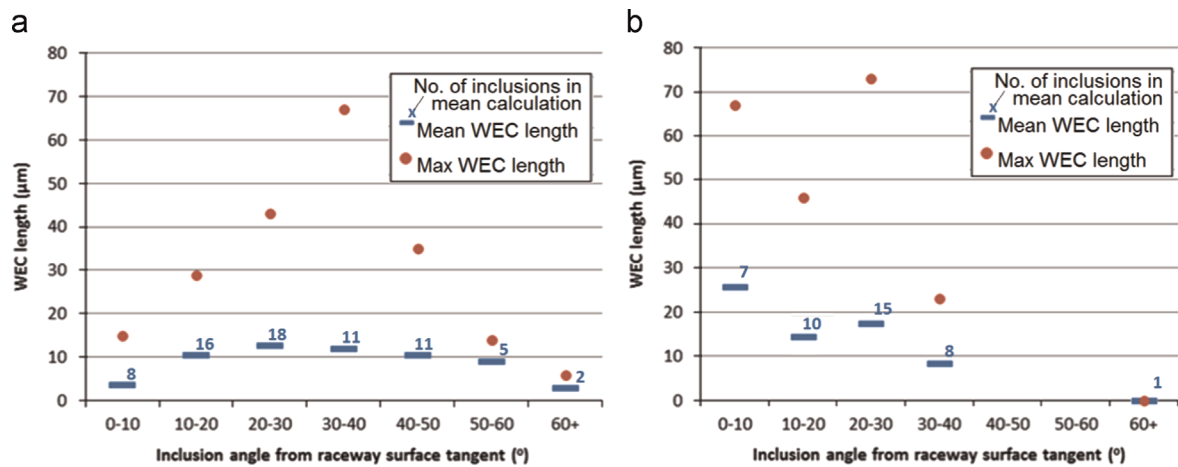 a
80
70
60
50
40
30
20
10
0
WEC length (µm)
No. of inclusions in
x mean calculation
Mean WEC length
Max WEC length
8
16
18
11
11
5
2
0-10 10-20 20-30 30-40 40-50 50-60 60+
Inclusion angle from raceway surface tangent (º)
b
80
70
60
50
40
30
20
10
0
WEC length (µm)
No. of inclusions in
x mean calculation
Mean WEC length
Max WEC length
7
10
15
8
1
0-10 10-20 20-30 30-40 40-50 50-60 60+
Inclusion angle from raceway surface tangent (º)